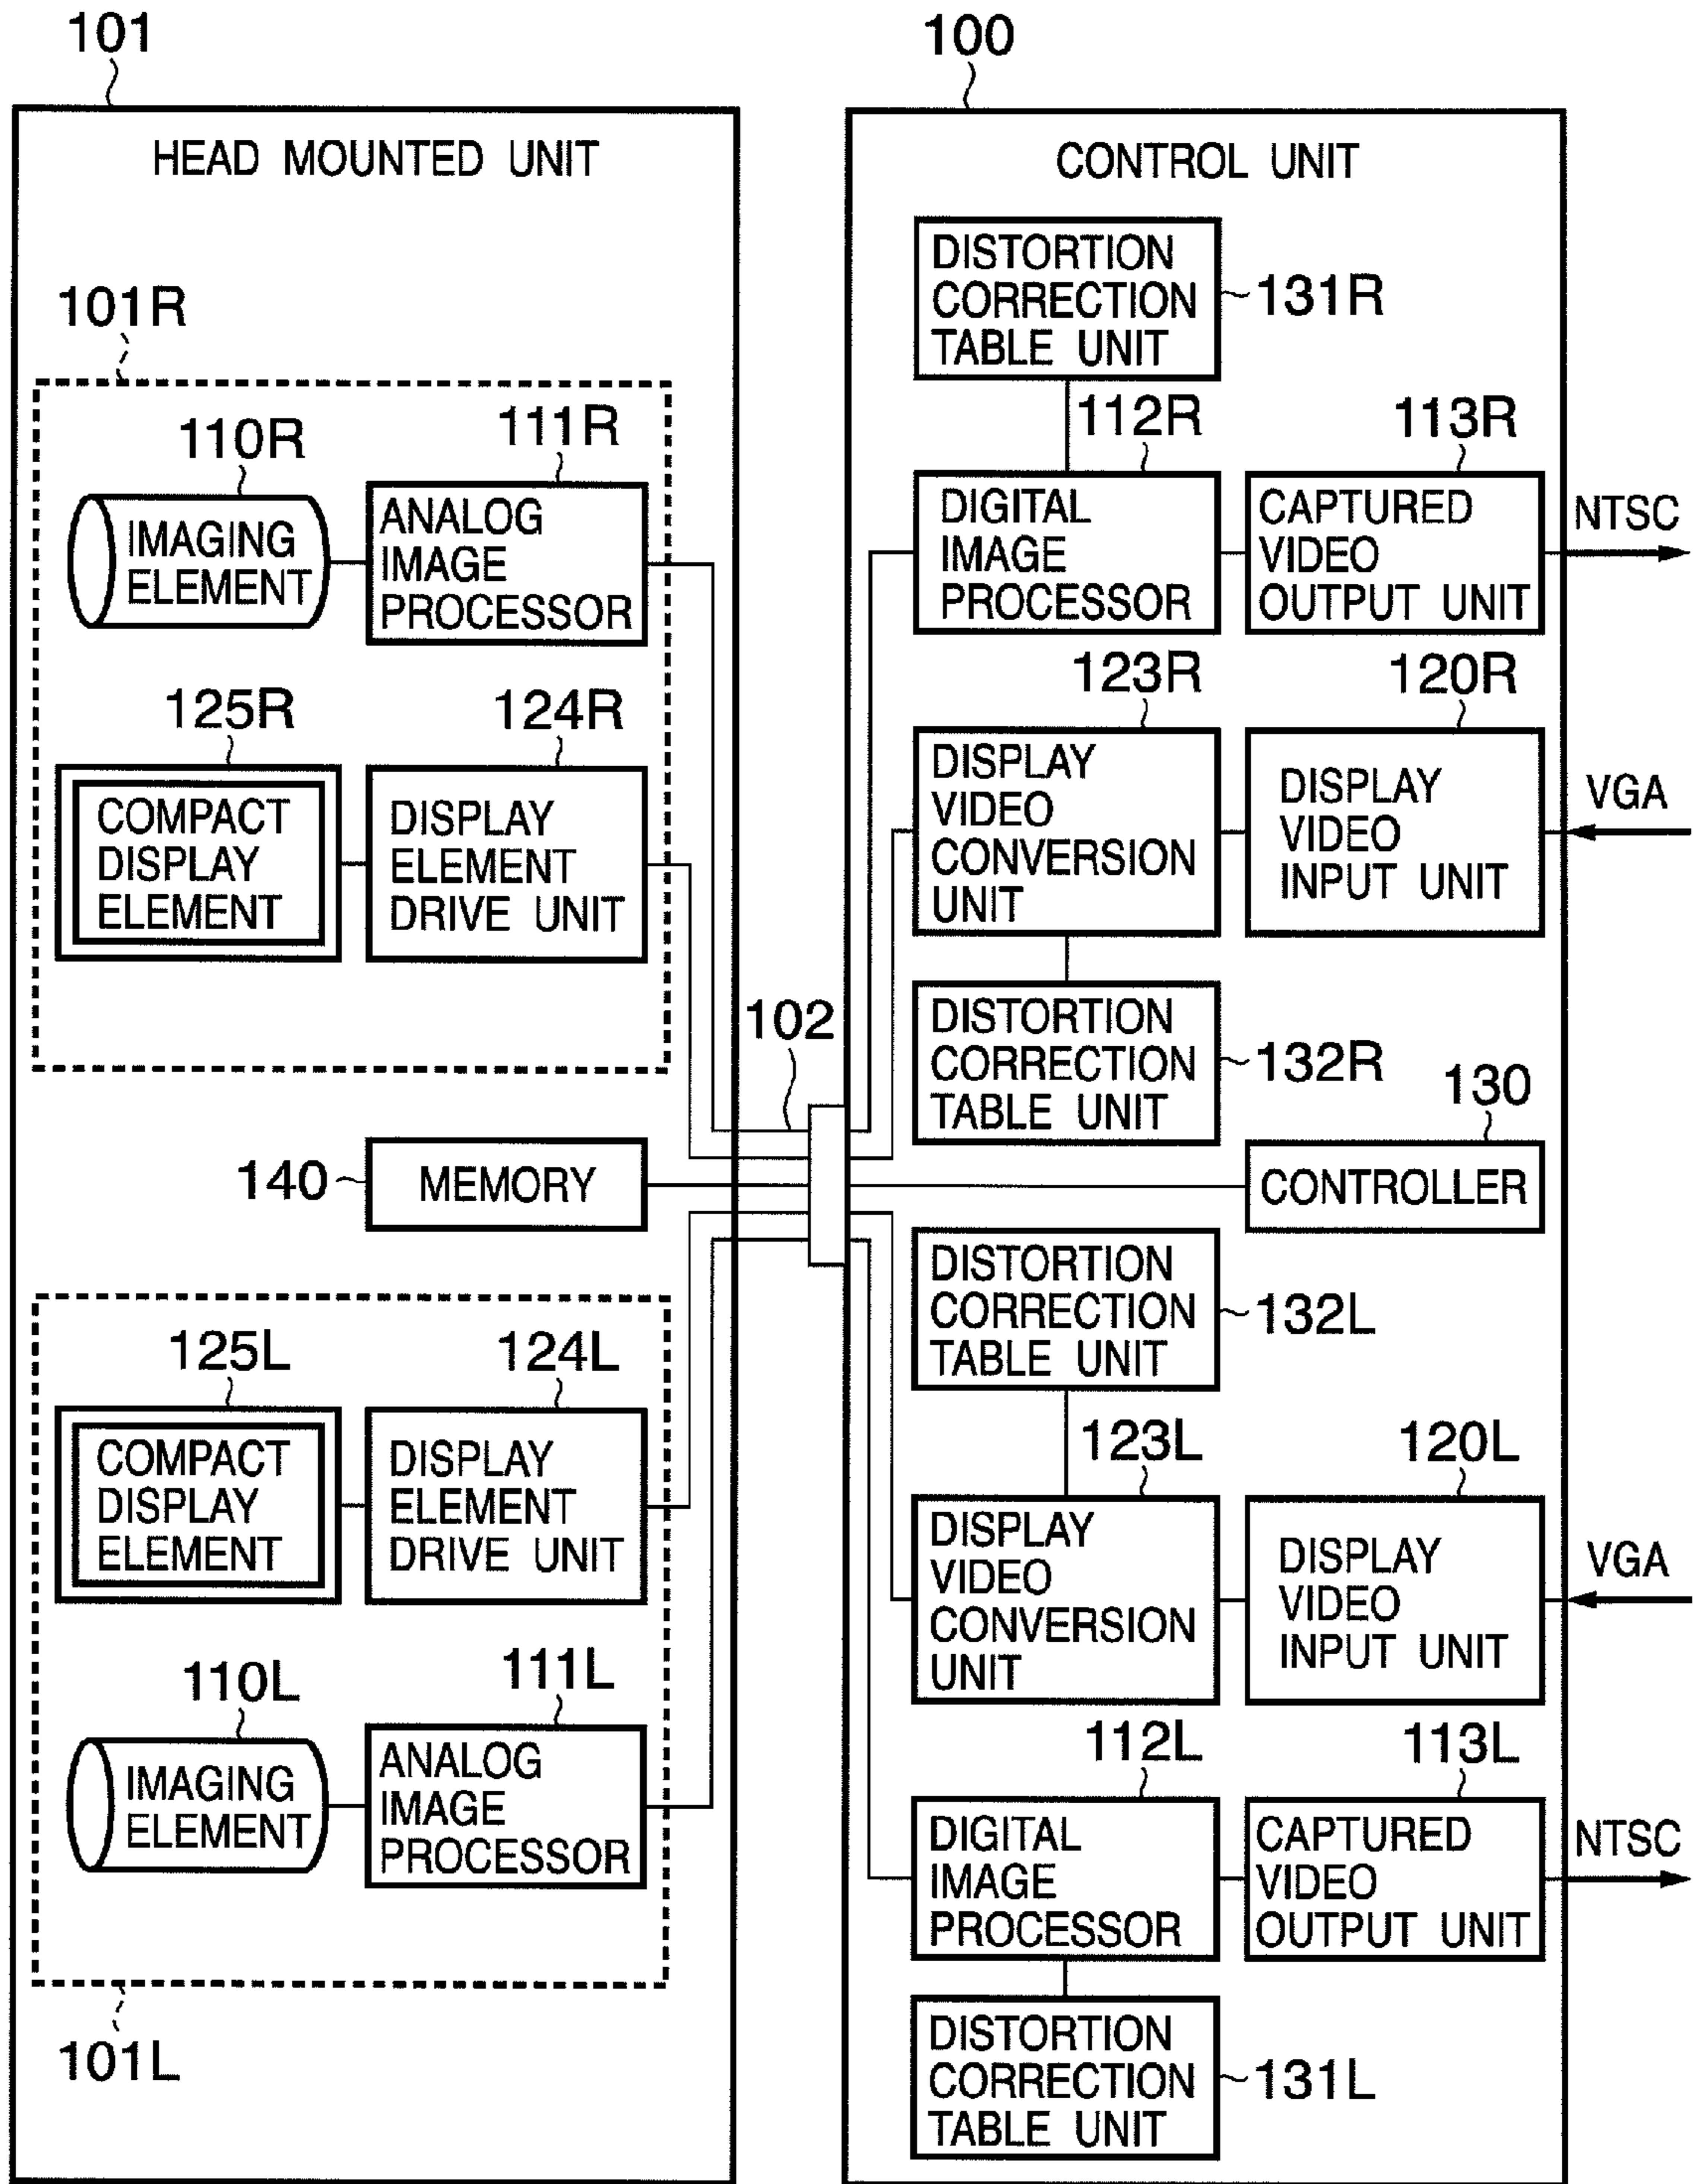 101
100
HEAD MOUNTED UNIT
CONTROL UNIT
DISTORTION
CORRECTION
TABLE UNIT
131R
101R
110R
111R
112R
113R
IMAGING
ELEMENT
ANALOG
IMAGE
PROCESSOR
DIGITAL
IMAGE
PROCESSOR
CAPTURED
VIDEO
OUTPUT UNIT
NTSC
125R
124R
123R
120R
COMPACT
DISPLAY
ELEMENT
DISPLAY
ELEMENT
DRIVE UNIT
DISPLAY
VIDEO
CONVERSION
UNIT
DISPLAY
VIDEO
INPUT UNIT
VGA
102
DISTORTION
CORRECTION
TABLE UNIT
132R
130
140
MEMORY
CONTROLLER
DISTORTION
CORRECTION
TABLE UNIT
132L
125L
124L
123L
120L
COMPACT
DISPLAY
ELEMENT
DISPLAY
ELEMENT
DRIVE UNIT
DISPLAY
VIDEO
CONVERSION
UNIT
DISPLAY
VIDEO
INPUT UNIT
VGA
110L
111L
112L
113L
IMAGING
ELEMENT
ANALOG
IMAGE
PROCESSOR
DIGITAL
IMAGE
PROCESSOR
CAPTURED
VIDEO
OUTPUT UNIT
NTSC
101L
DISTORTION
CORRECTION
TABLE UNIT
131L